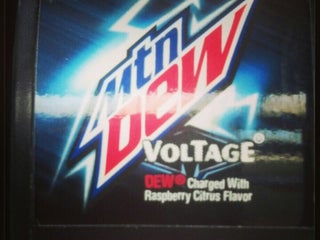 mtn
DEW
VOLTAGE®
DEW® Charged With
Raspberry Citrus Flavor